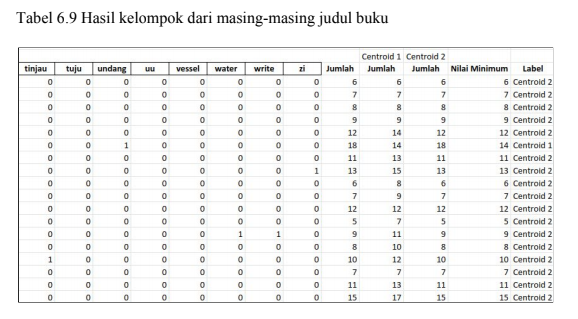 Tabel 6.9 Hasil kelompok dari masing-masing judul buku
Centroid 1 Centroid 2
tinjau tuju undang uu vessel water write zi Jumlah Jumlah Jumlah Nilai Minimum Label
0 0 0 0 0 0 0 0 6 6 6 6 Centroid 2
0 0 0 0 0 0 0 0 7 7 7 7 Centroid 2
0 0 0 0 0 0 0 0 8 8 8 8 Centroid 2
0 0 0 0 0 0 0 0 9 9 9 9 Centroid 2
0 0 0 0 0 0 0 0 12 14 12 12 Centroid 2
0 0 1 0 0 0 0 0 18 14 18 14 Centroid 1
0 0 0 0 0 0 0 0 11 13 11 11 Centroid 2
0 0 0 0 0 0 0 1 13 15 13 13 Centroid 2
0 0 0 0 0 0 0 0 6 8 6 6 Centroid 2
0 0 0 0 0 0 0 0 7 9 7 7 Centroid 2
0 0 0 0 0 0 0 0 12 12 12 12 Centroid 2
0 0 0 0 0 0 0 0 5 7 5 5 Centroid 2
0 0 0 0 0 1 1 0 9 11 9 9 Centroid 2
0 0 0 0 0 0 0 0 8 10 8 8 Centroid 2
1 0 0 0 0 0 0 0 10 12 10 10 Centroid 2
0 0 0 0 0 0 0 0 7 7 7 7 Centroid 2
0 0 0 0 0 0 0 0 11 13 11 11 Centroid 2
0 0 0 0 0 0 0 0 15 17 15 15 Centroid 2